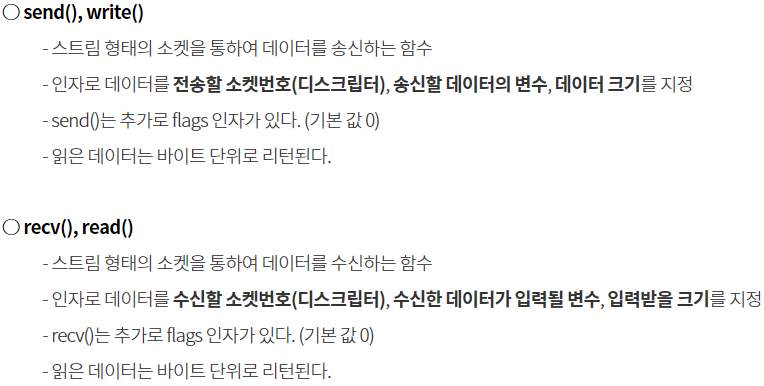 ○ send(), write()
- 스트림 형태의 소켓을 통하여 데이터를 송신하는 함수
- 인자로 데이터를 전송할 소켓번호(디스크립터), 송신할 데이터의 변수, 데이터 크기를 지정
- send()는 추가로 flags 인자가 있다. (기본 값 0)
- 읽은 데이터는 바이트 단위로 리턴된다.
○ recv(), read()
- 스트림 형태의 소켓을 통하여 데이터를 수신하는 함수
- 인자로 데이터를 수신할 소켓번호(디스크립터), 수신한 데이터가 입력될 변수, 입력받을 크기를 지정
- recv()는 추가로 flags 인자가 있다. (기본 값 0)
- 읽은 데이터는 바이트 단위로 리턴된다.